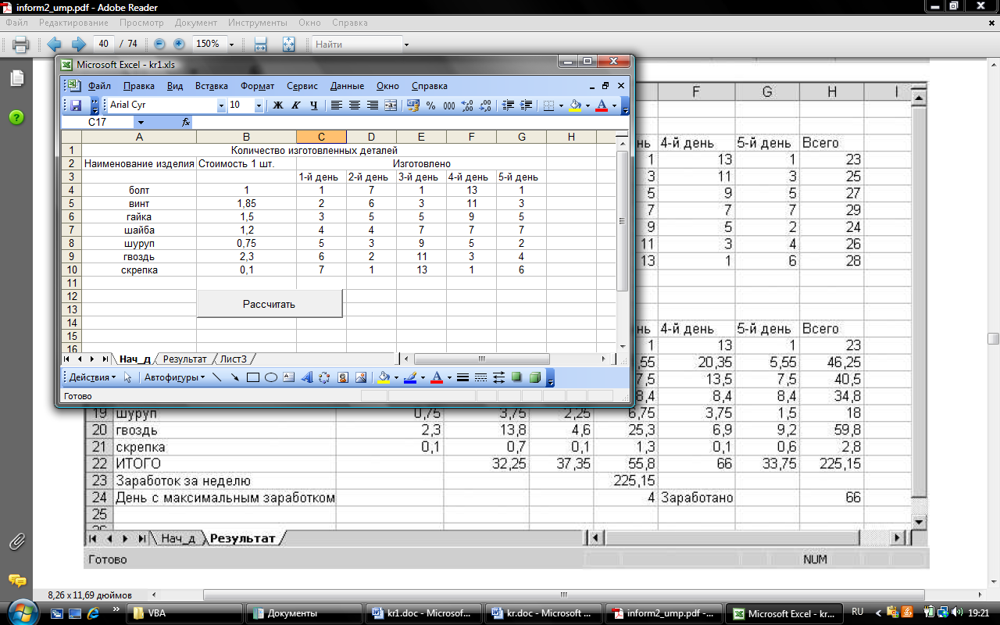 inform2_ump.pdf - Adobe Reader
Файл Редактирование Просмотр Документ Инструменты Окно Справка
40 / 74 150% Найти
Microsoft Excel - kr1.xls
Файл Правка Вид Вставка Формат Сервис Данные Окно Справка
Arial Cyr 10 Ж К Ч % 000
C17 fx
A B C D E F G H
1 Количество изготовленных деталей
2 Наименование изделия Стоимость 1 шт. Изготовлено
3 1-й день 2-й день 3-й день 4-й день 5-й день
4 болт 1 1 7 1 13 1
5 винт 1,85 2 6 3 11 3
6 гайка 1,5 3 5 5 9 5
7 шайба 1,2 4 4 7 7 7
8 шуруп 0,75 5 3 9 5 2
9 гвоздь 2,3 6 2 11 3 4
10 скрепка 0,1 7 1 13 1 6
11
12
13
Рассчитать
14
15
16
Нач_д Результат Лист3
Действия Автофигуры
Готово
F G H I
нь 4-й день 5-й день Всего
1 13 1 23
3 11 3 25
5 9 5 27
7 7 7 29
9 5 2 24
11 3 4 26
13 1 6 28
нь 4-й день 5-й день Всего
1 13 1 23
,55 20,35 5,55 46,25
7,5 13,5 7,5 40,5
8,4 8,4 8,4 34,8
19 шуруп 0,75 3,75 2,25 6,75 3,75 1,5 18
20 гвоздь 2,3 13,8 4,6 25,3 6,9 9,2 59,8
21 скрепка 0,1 0,7 0,1 1,3 0,1 0,6 2,8
22 ИТОГО 32,25 37,35 55,8 66 33,75 225,15
23 Заработок за неделю 225,15
24 День с максимальным заработком 4 Заработано 66
25
Нач_д Результат
Готово NUM
8,26 x 11,69 дюймов
VBA Документы kr1.doc - Microsof... kr.doc - Microsoft ... inform2_ump.pdf -... Microsoft Excel - kr... RU 19:21